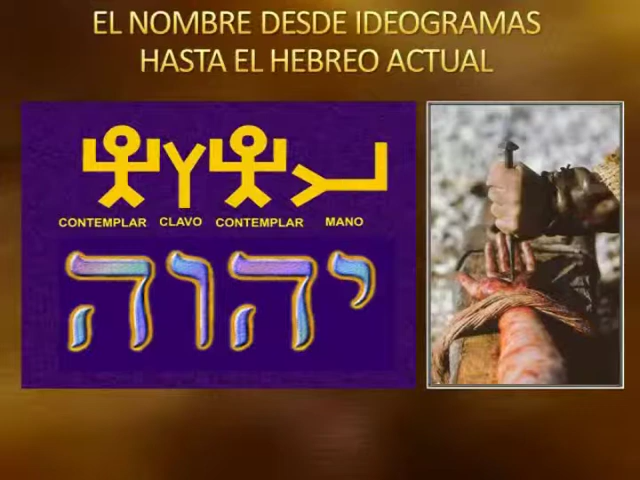 EL NOMBRE DESDE IDEOGRAMAS
HASTA EL HEBREO ACTUAL
CONTEMPLAR CLAVO CONTEMPLAR MANO
יהוה